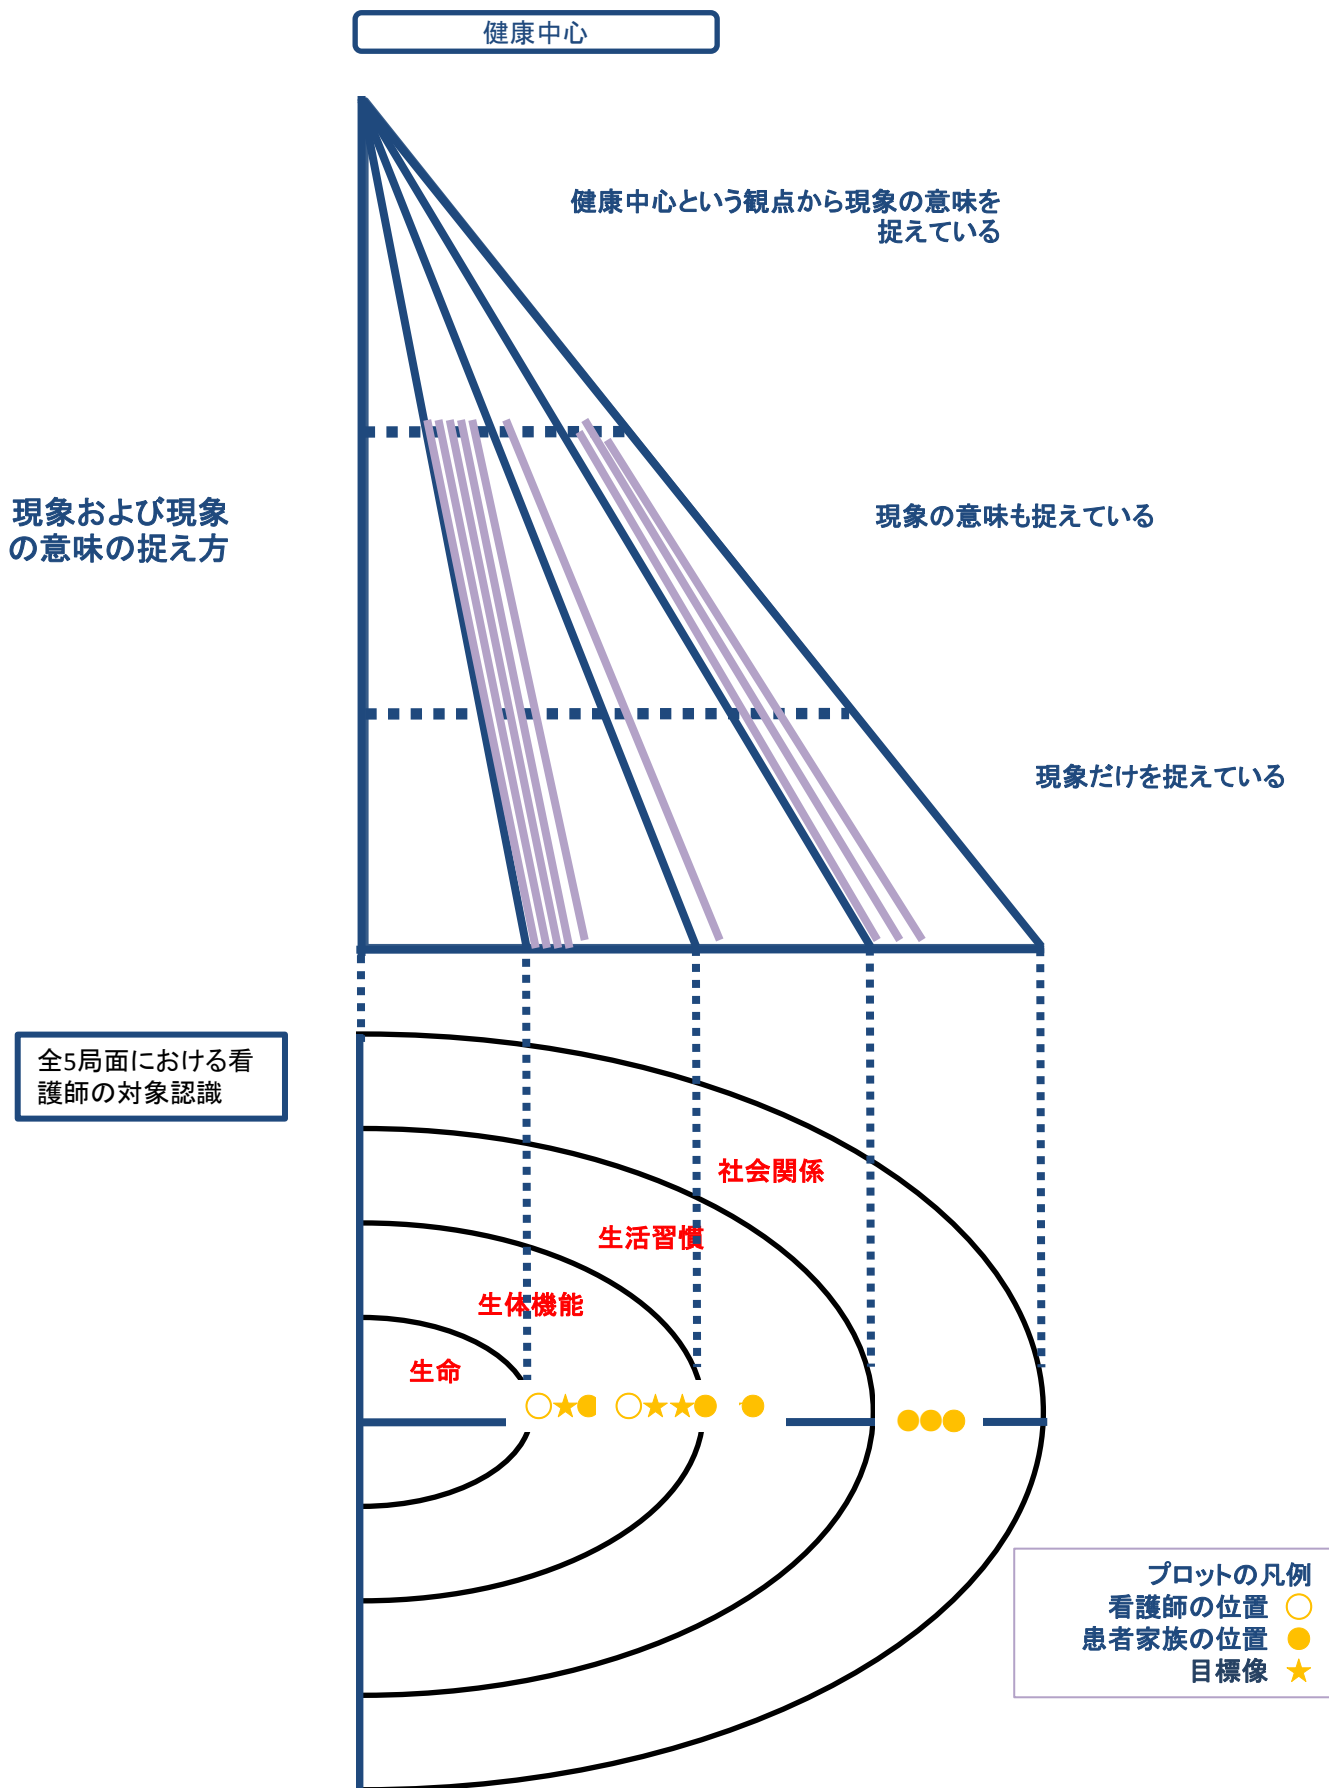 健康中心
健康中心という観点から現象の意味を
捉えている
現象および現象
の意味の捉え方
現象の意味も捉えている
現象だけを捉えている
全5局面における看
護師の対象認識
社会関係
生活習慣
生体機能
生命
プロットの凡例
看護師の位置 ○
患者家族の位置 ●
目標像 ★